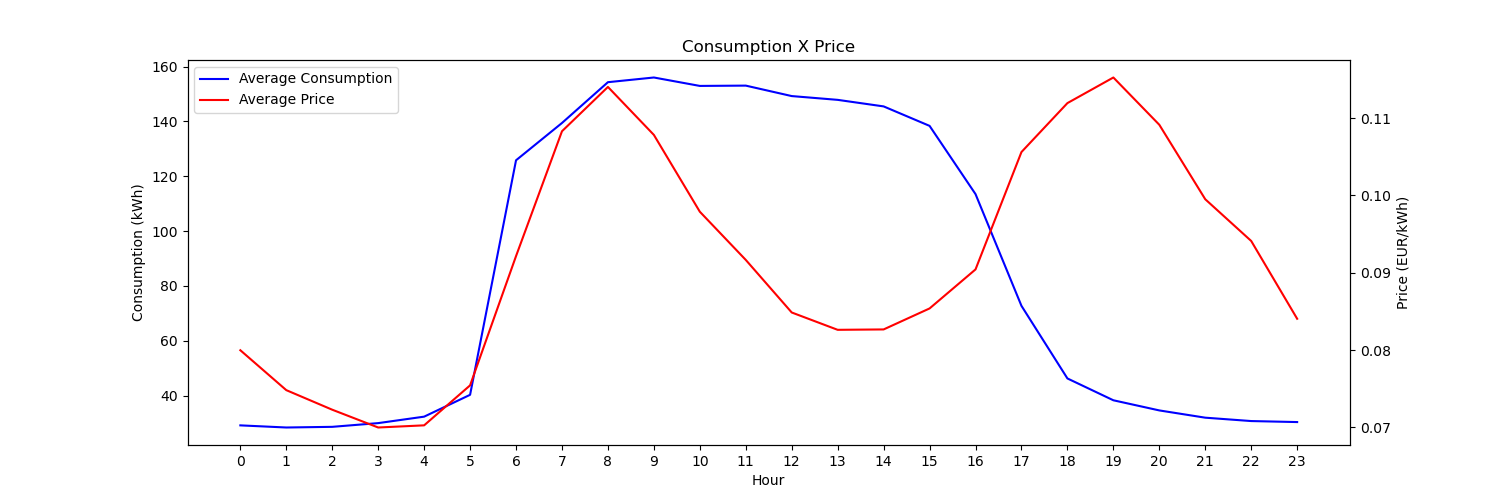 Consumption X Price
Average Consumption
Average Price
Consumption (kWh)
160
140
120
100
80
60
40
0.11
0.10
0.09
0.08
0.07
Price (EUR/kWh)
0 1 2 3 4 5 6 7 8 9 10 11 12 13 14 15 16 17 18 19 20 21 22 23
Hour